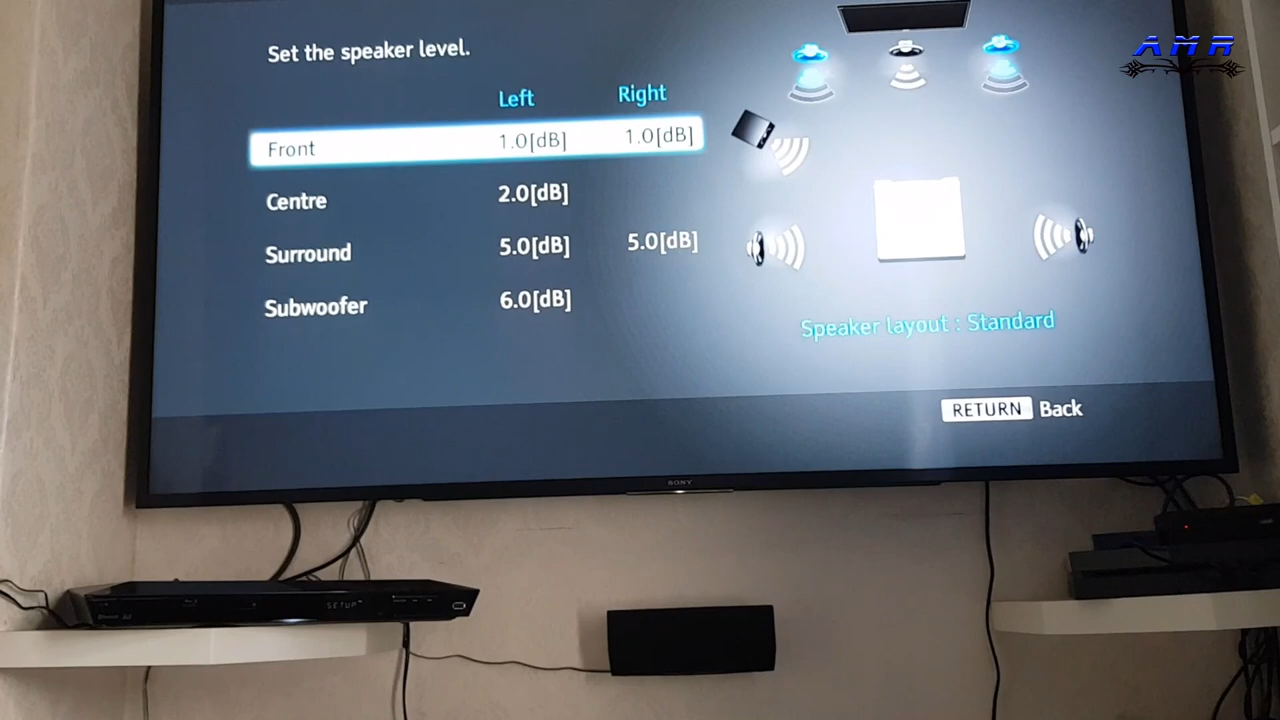 Set the speaker level.
AMR
Left Right
Front 1.0[dB] 1.0[dB]
Centre 2.0[dB]
Surround 5.0[dB] 5.0[dB]
Subwoofer 6.0[dB]
Speaker layout : Standard
RETURN Back
SONY
SETUP